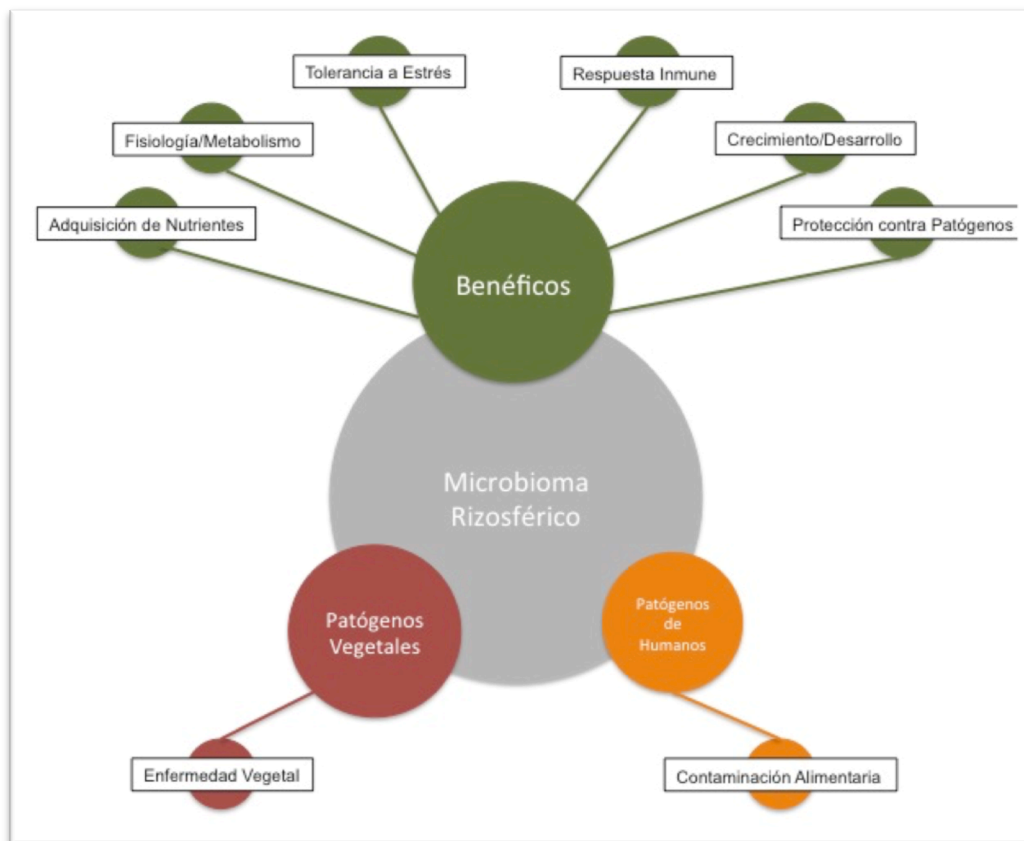 Tolerancia a Estrés
Respuesta Inmune
Fisiología/Metabolismo
Crecimiento/Desarrollo
Adquisición de Nutrientes
Protección contra Patógenos
Benéficos
Microbioma
Rizosférico
Patógenos
Vegetales
Patógenos
de
Humanos
Enfermedad Vegetal
Contaminación Alimentaria